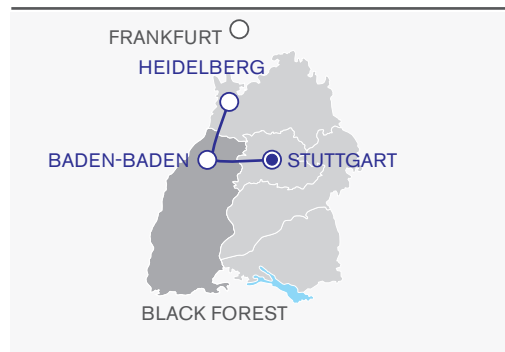 FRANKFURT
HEIDELBERG
BADEN-BADEN
STUTTGART
BLACK FOREST